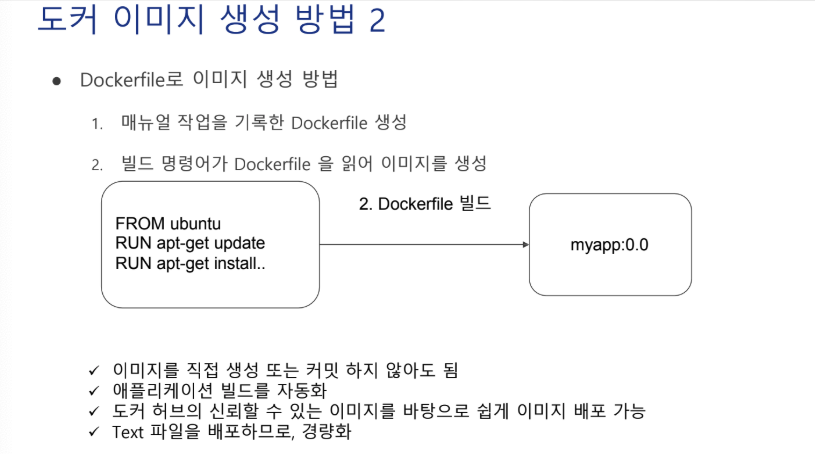 도커 이미지 생성 방법 2
● Dockerfile로 이미지 생성 방법
1. 매뉴얼 작업을 기록한 Dockerfile 생성
2. 빌드 명령어가 Dockerfile 을 읽어 이미지를 생성
2. Dockerfile 빌드
FROM ubuntu
RUN apt-get update
RUN apt-get install..
myapp:0.0
✓ 이미지를 직접 생성 또는 커밋 하지 않아도 됨
✓ 애플리케이션 빌드를 자동화
✓ 도커 허브의 신뢰할 수 있는 이미지를 바탕으로 쉽게 이미지 배포 가능
✓ Text 파일을 배포하므로, 경량화